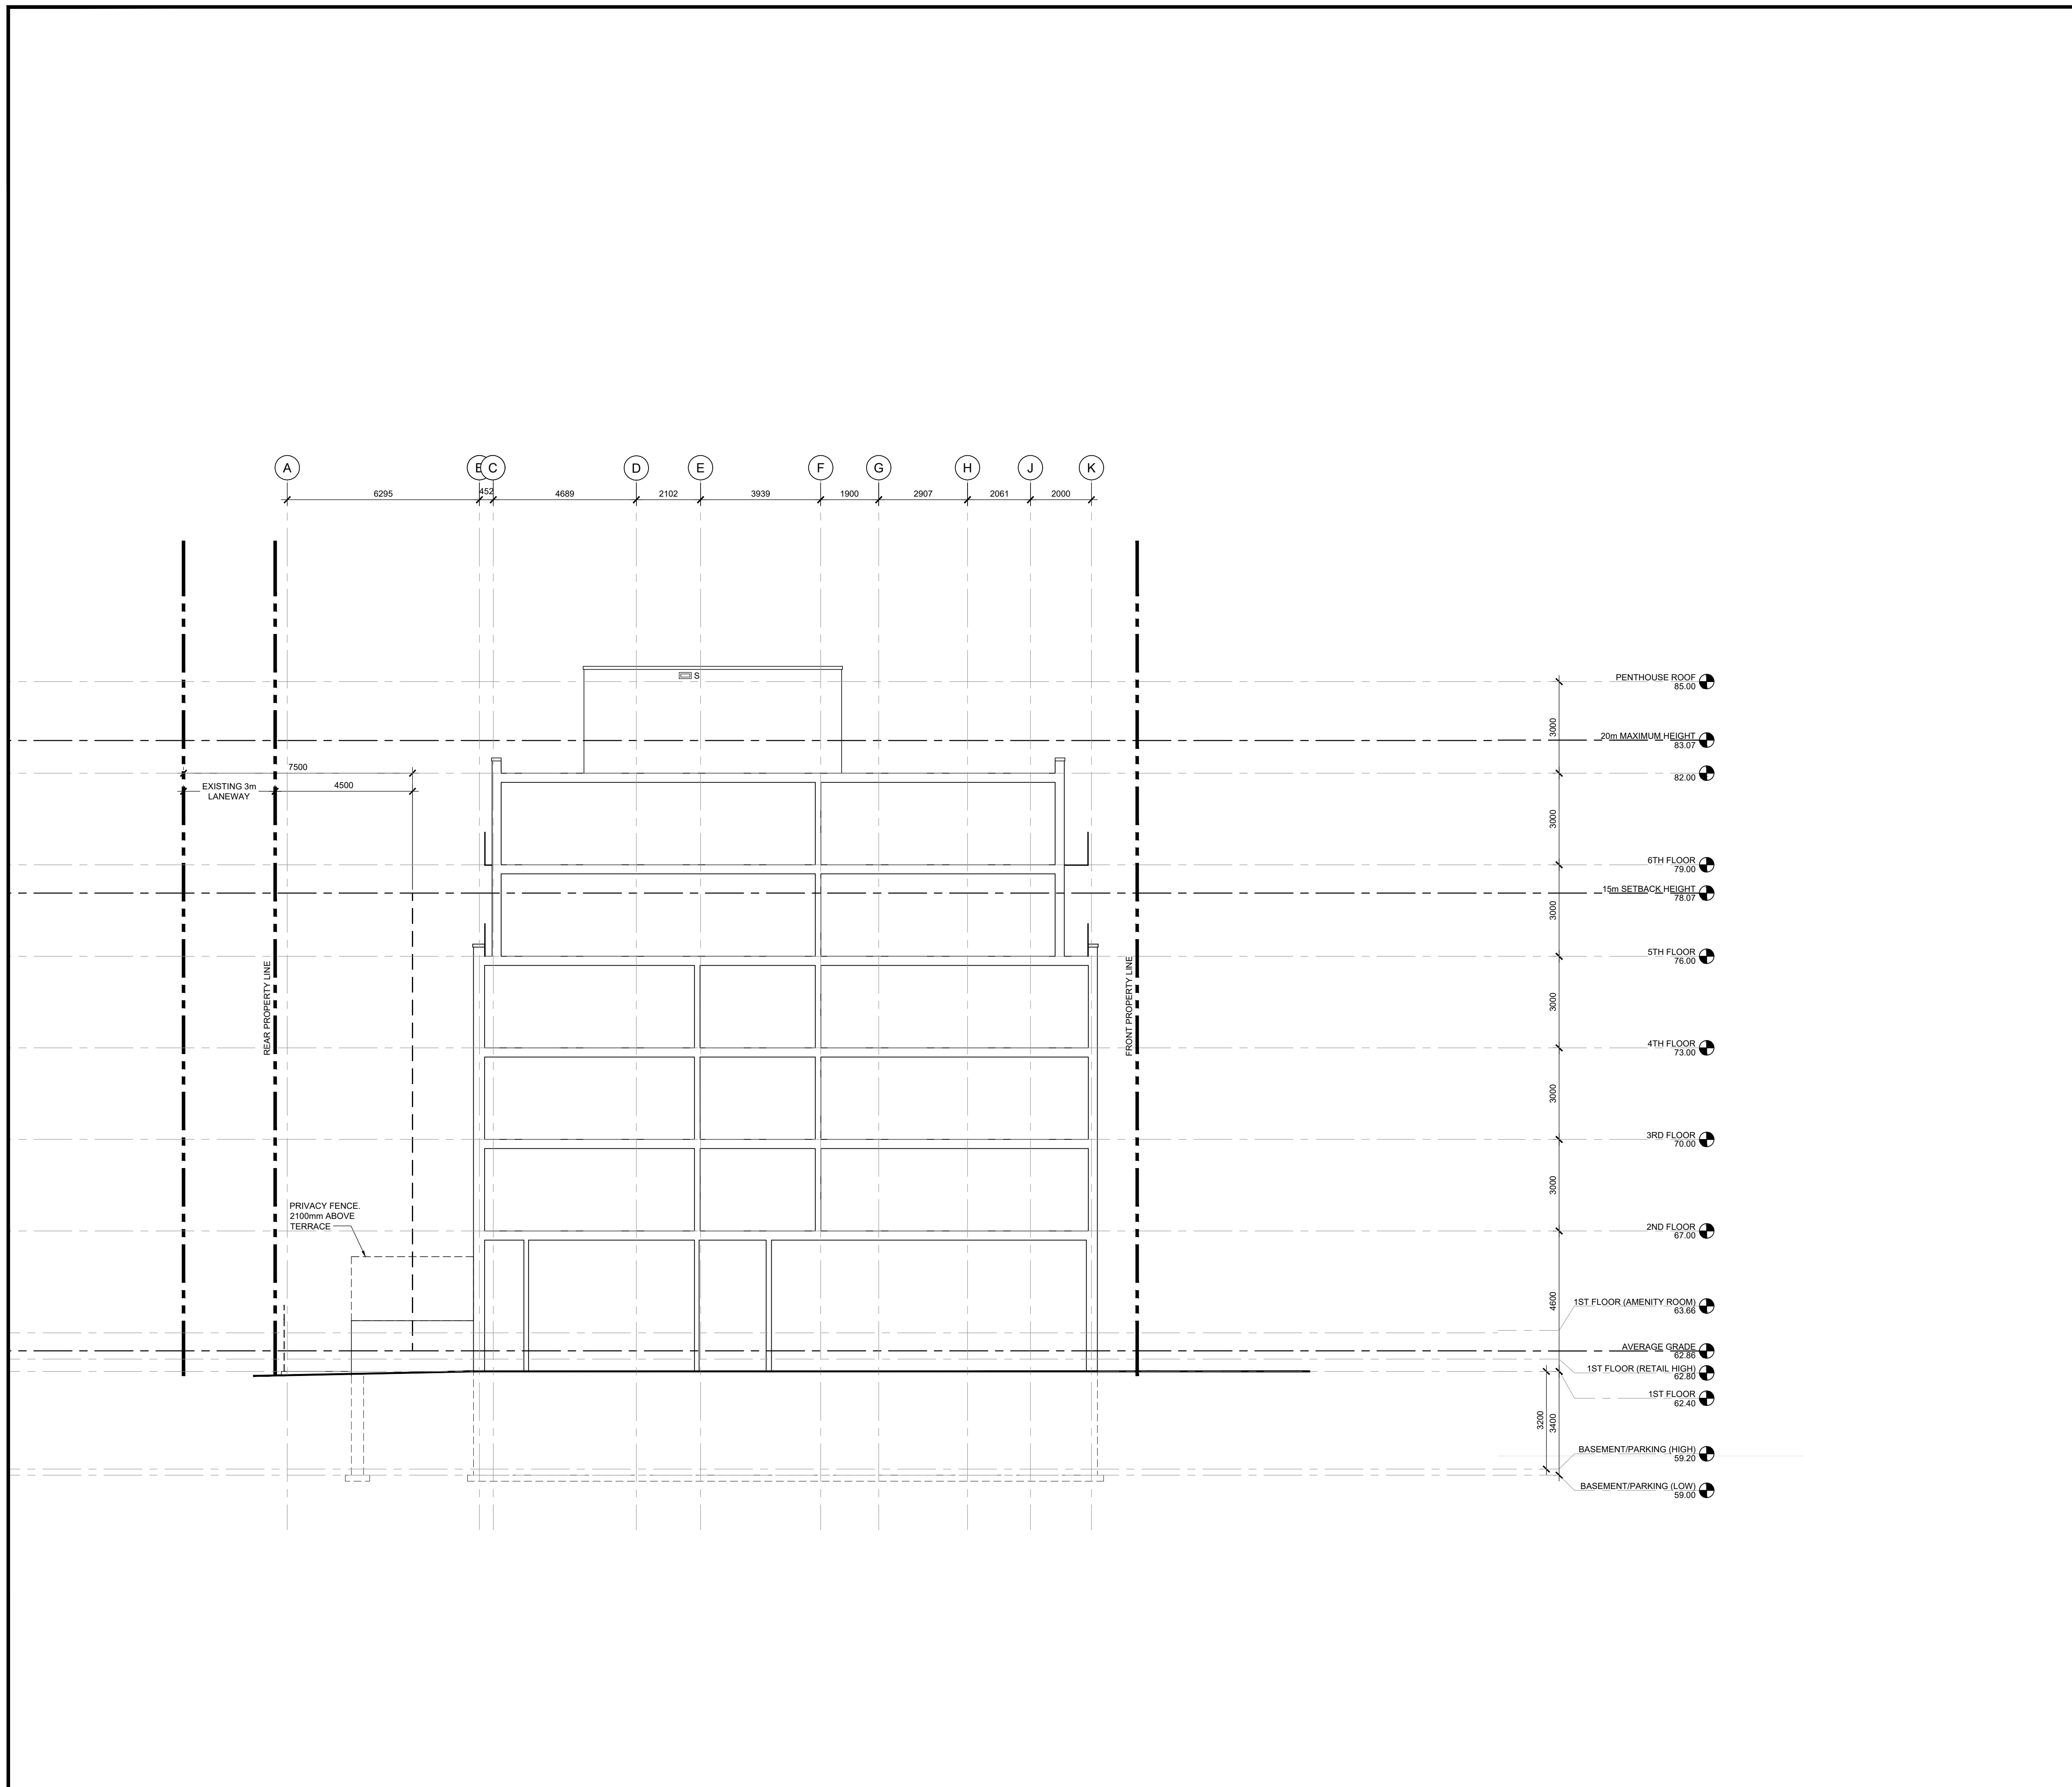 A
B
C
D
E
F
G
H
J
K
6295
452
4689
2102
3939
1900
2907
2061
2000
S
7500
EXISTING 3m
LANEWAY
4500
REAR PROPERTY LINE
FRONT PROPERTY LINE
PRIVACY FENCE.
2100mm ABOVE
TERRACE
3000
3000
3000
3000
3000
3000
4600
3200
3400
PENTHOUSE ROOF
85.00
20m MAXIMUM HEIGHT
83.07
82.00
6TH FLOOR
79.00
15m SETBACK HEIGHT
78.07
5TH FLOOR
76.00
4TH FLOOR
73.00
3RD FLOOR
70.00
2ND FLOOR
67.00
1ST FLOOR (AMENITY ROOM)
63.66
AVERAGE GRADE
62.86
1ST FLOOR (RETAIL HIGH)
62.80
1ST FLOOR
62.40
BASEMENT/PARKING (HIGH)
59.20
BASEMENT/PARKING (LOW)
59.00